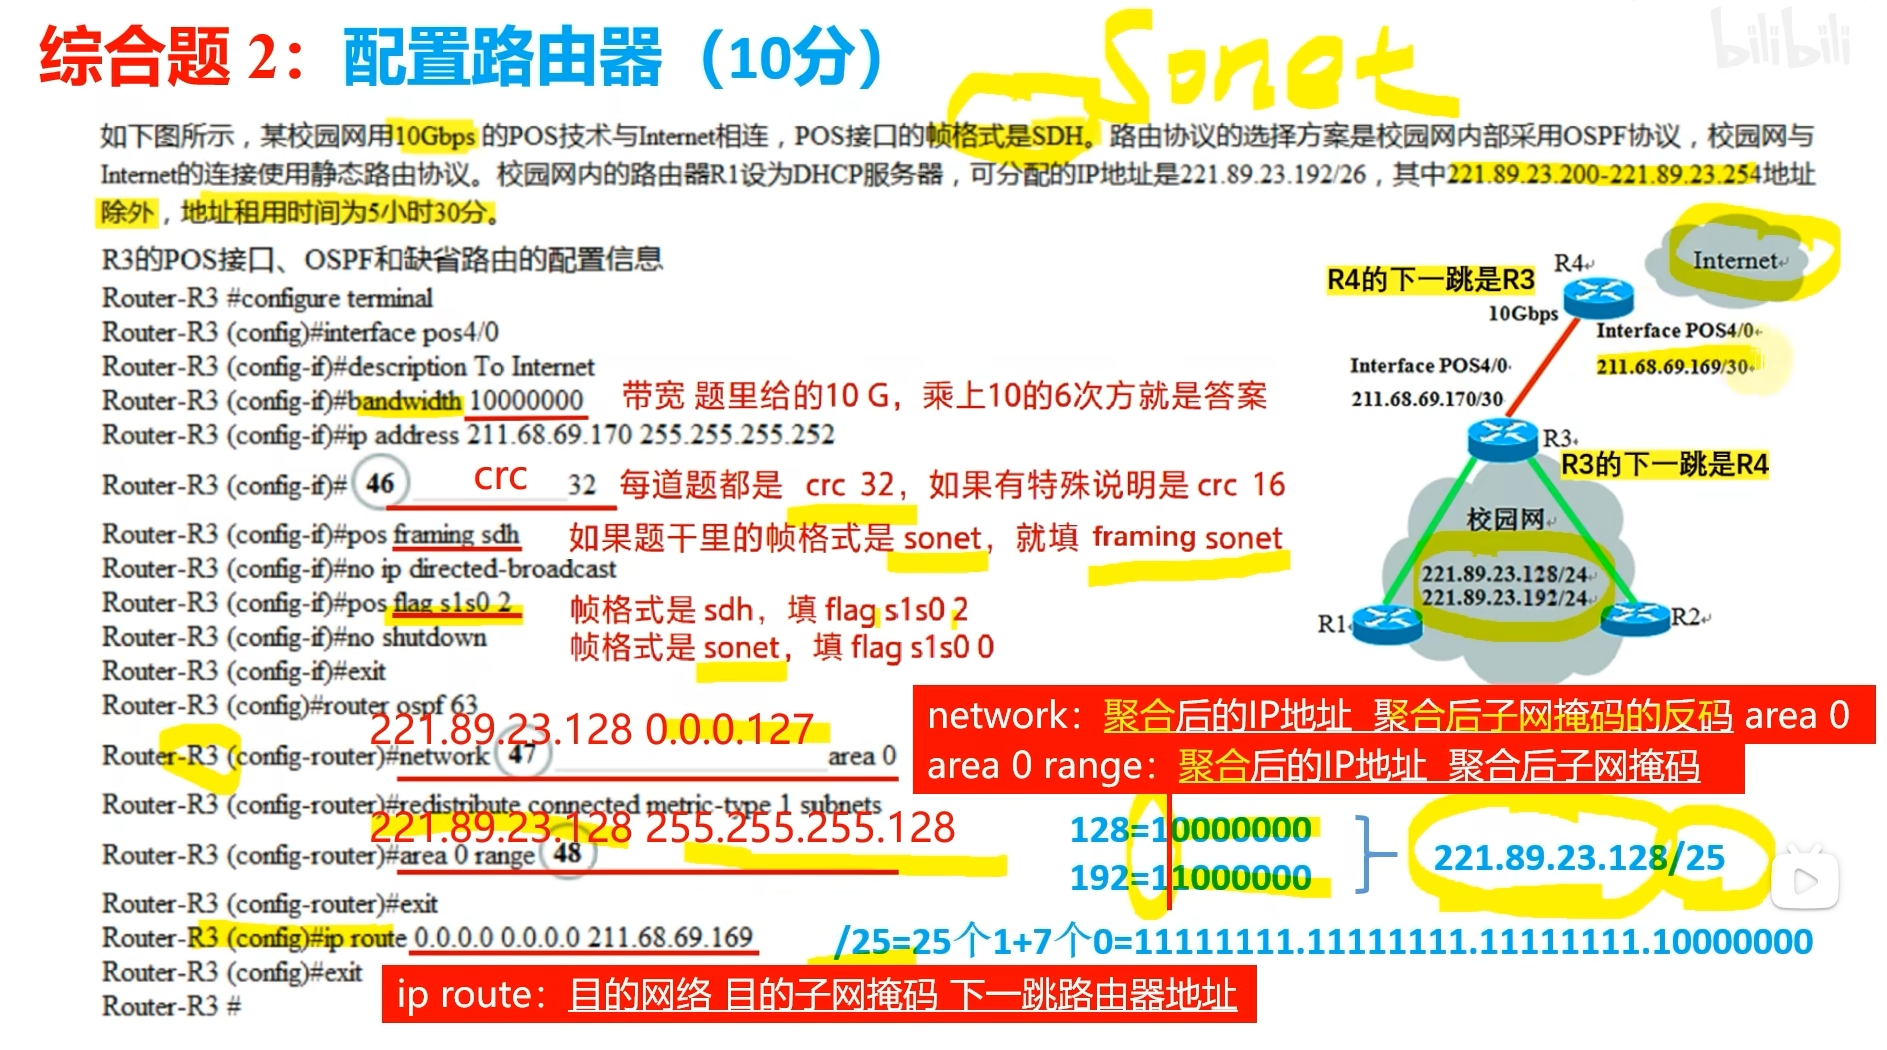 综合题 2：配置路由器（10分）
Sonet
bilibili
如下图所示，某校园网用10Gbps 的POS技术与Internet相连，POS接口的帧格式是SDH。路由协议的选择方案是校园网内部采用OSPF协议，校园网与
Internet的连接使用静态路由协议。校园网内的路由器R1设为DHCP服务器，可分配的IP地址是221.89.23.192/26，其中221.89.23.200-221.89.23.254地址
除外，地址租用时间为5小时30分。
R3的POS接口、OSPF和缺省路由的配置信息
Router-R3 #configure terminal
Router-R3 (config)#interface pos4/0
Router-R3 (config-if)#description To Internet
Router-R3 (config-if)#bandwidth 10000000 带宽 题里给的10 G，乘上10的6次方就是答案
Router-R3 (config-if)#ip address 211.68.69.170 255.255.255.252
Router-R3 (config-if)# 46 crc 32 每道题都是 crc 32，如果有特殊说明是 crc 16
Router-R3 (config-if)#pos framing sdh 如果题干里的帧格式是 sonet，就填 framing sonet
Router-R3 (config-if)#no ip directed-broadcast
Router-R3 (config-if)#pos flag s1s0 2 帧格式是 sdh，填 flag s1s0 2
Router-R3 (config-if)#no shutdown 帧格式是 sonet，填 flag s1s0 0
Router-R3 (config-if)#exit
Router-R3 (config)#router ospf 63
221.89.23.128 0.0.0.127
Router-R3 (config-router)#network 47 area 0
Router-R3 (config-router)#redistribute connected metric-type 1 subnets
221.89.23.128 255.255.255.128
Router-R3 (config-router)#area 0 range 48
Router-R3 (config-router)#exit
Router-R3 (config)#ip route 0.0.0.0 0.0.0.0 211.68.69.169
Router-R3 (config)#exit
Router-R3 #
ip route：目的网络 目的子网掩码 下一跳路由器地址
R4的下一跳是R3
R4
Internet
10Gbps
Interface POS4/0
211.68.69.169/30
Interface POS4/0
211.68.69.170/30
R3
R3的下一跳是R4
校园网
221.89.23.128/24
221.89.23.192/24
R1
R2
network：聚合后的IP地址 聚合后子网掩码的反码 area 0
area 0 range：聚合后的IP地址 聚合后子网掩码
128=10000000
192=11000000
221.89.23.128/25
/25=25个1+7个0=11111111.11111111.11111111.10000000